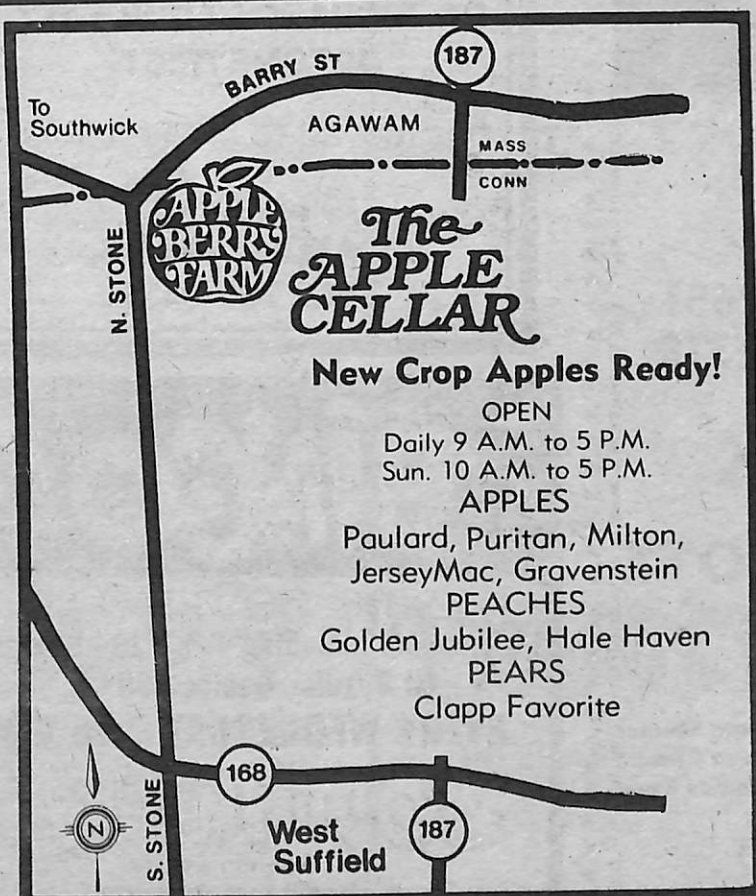 187
BARRY ST
To
Southwick
AGAWAM
MASS
CONN
APPLE
BERRY
FARM
N. STONE
The
APPLE
CELLAR
New Crop Apples Ready!
OPEN
Daily 9 A.M. to 5 P.M.
Sun. 10 A.M. to 5 P.M.
APPLES
Paulard, Puritan, Milton,
JerseyMac, Gravenstein
PEACHES
Golden Jubilee, Hale Haven
PEARS
Clapp Favorite
168
N
S. STONE
West
Suffield
187